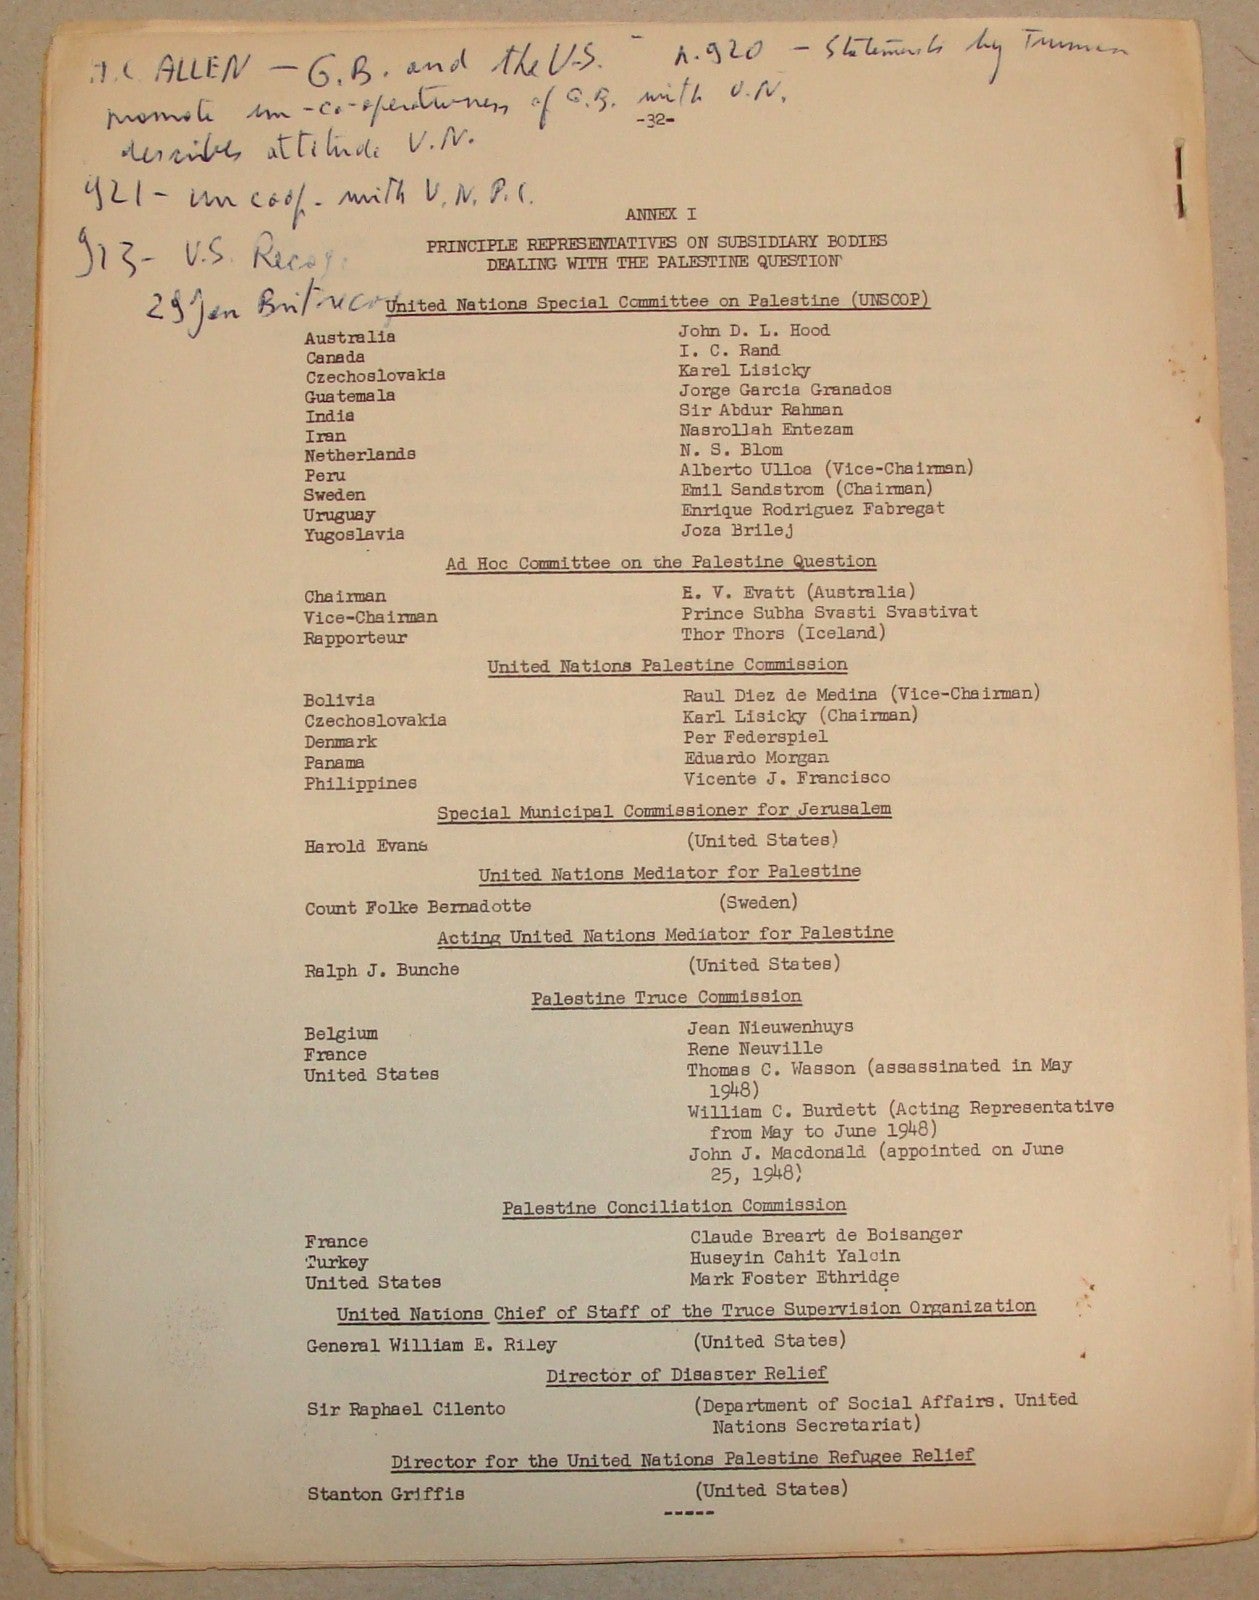 H.C. ALLEN — G.B. and the U.S. p. 920 — Statements by Truman
promote un-co-operativness of G.B. with U.N.
-32-
describes attitude U.N.
921 — un coop. with U.N.P.C.
ANNEX I
923 - U.S. Recog
PRINCIPLE REPRESENTATIVES ON SUBSIDIARY BODIES
DEALING WITH THE PALESTINE QUESTION
29 Jan Brit recog
United Nations Special Committee on Palestine (UNSCOP)
Australia John D. L. Hood
Canada I. C. Rand
Czechoslovakia Karel Lisicky
Guatemala Jorge Garcia Granados
India Sir Abdur Rahman
Iran Nasrollah Entezam
Netherlands N. S. Blom
Peru Alberto Ulloa (Vice-Chairman)
Sweden Emil Sandstrom (Chairman)
Uruguay Enrique Rodriguez Fabregat
Yugoslavia Joza Brilej
Ad Hoc Committee on the Palestine Question
Chairman E. V. Evatt (Australia)
Vice-Chairman Prince Subha Svasti Svastivat
Rapporteur Thor Thors (Iceland)
United Nations Palestine Commission
Bolivia Raul Diez de Medina (Vice-Chairman)
Czechoslovakia Karl Lisicky (Chairman)
Denmark Per Federspiel
Panama Eduardo Morgan
Philippines Vicente J. Francisco
Special Municipal Commissioner for Jerusalem
Harold Evans (United States)
United Nations Mediator for Palestine
Count Folke Bernadotte (Sweden)
Acting United Nations Mediator for Palestine
Ralph J. Bunche (United States)
Palestine Truce Commission
Belgium Jean Nieuwenhuys
France Rene Neuville
United States Thomas C. Wasson (assassinated in May
1948)
William C. Burdett (Acting Representative
from May to June 1948)
John J. Macdonald (appointed on June
25, 1948)
Palestine Conciliation Commission
France Claude Breart de Boisanger
Turkey Huseyin Cahit Yalcin
United States Mark Foster Ethridge
United Nations Chief of Staff of the Truce Supervision Organization
General William E. Riley (United States)
Director of Disaster Relief
Sir Raphael Cilento (Department of Social Affairs. United
Nations Secretariat)
Director for the United Nations Palestine Refugee Relief
Stanton Griffis (United States)
-----